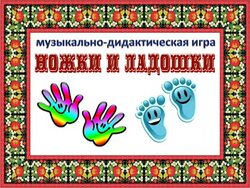 музыкально-дидактическая игра
НОЖКИ И ЛАДОШКИ